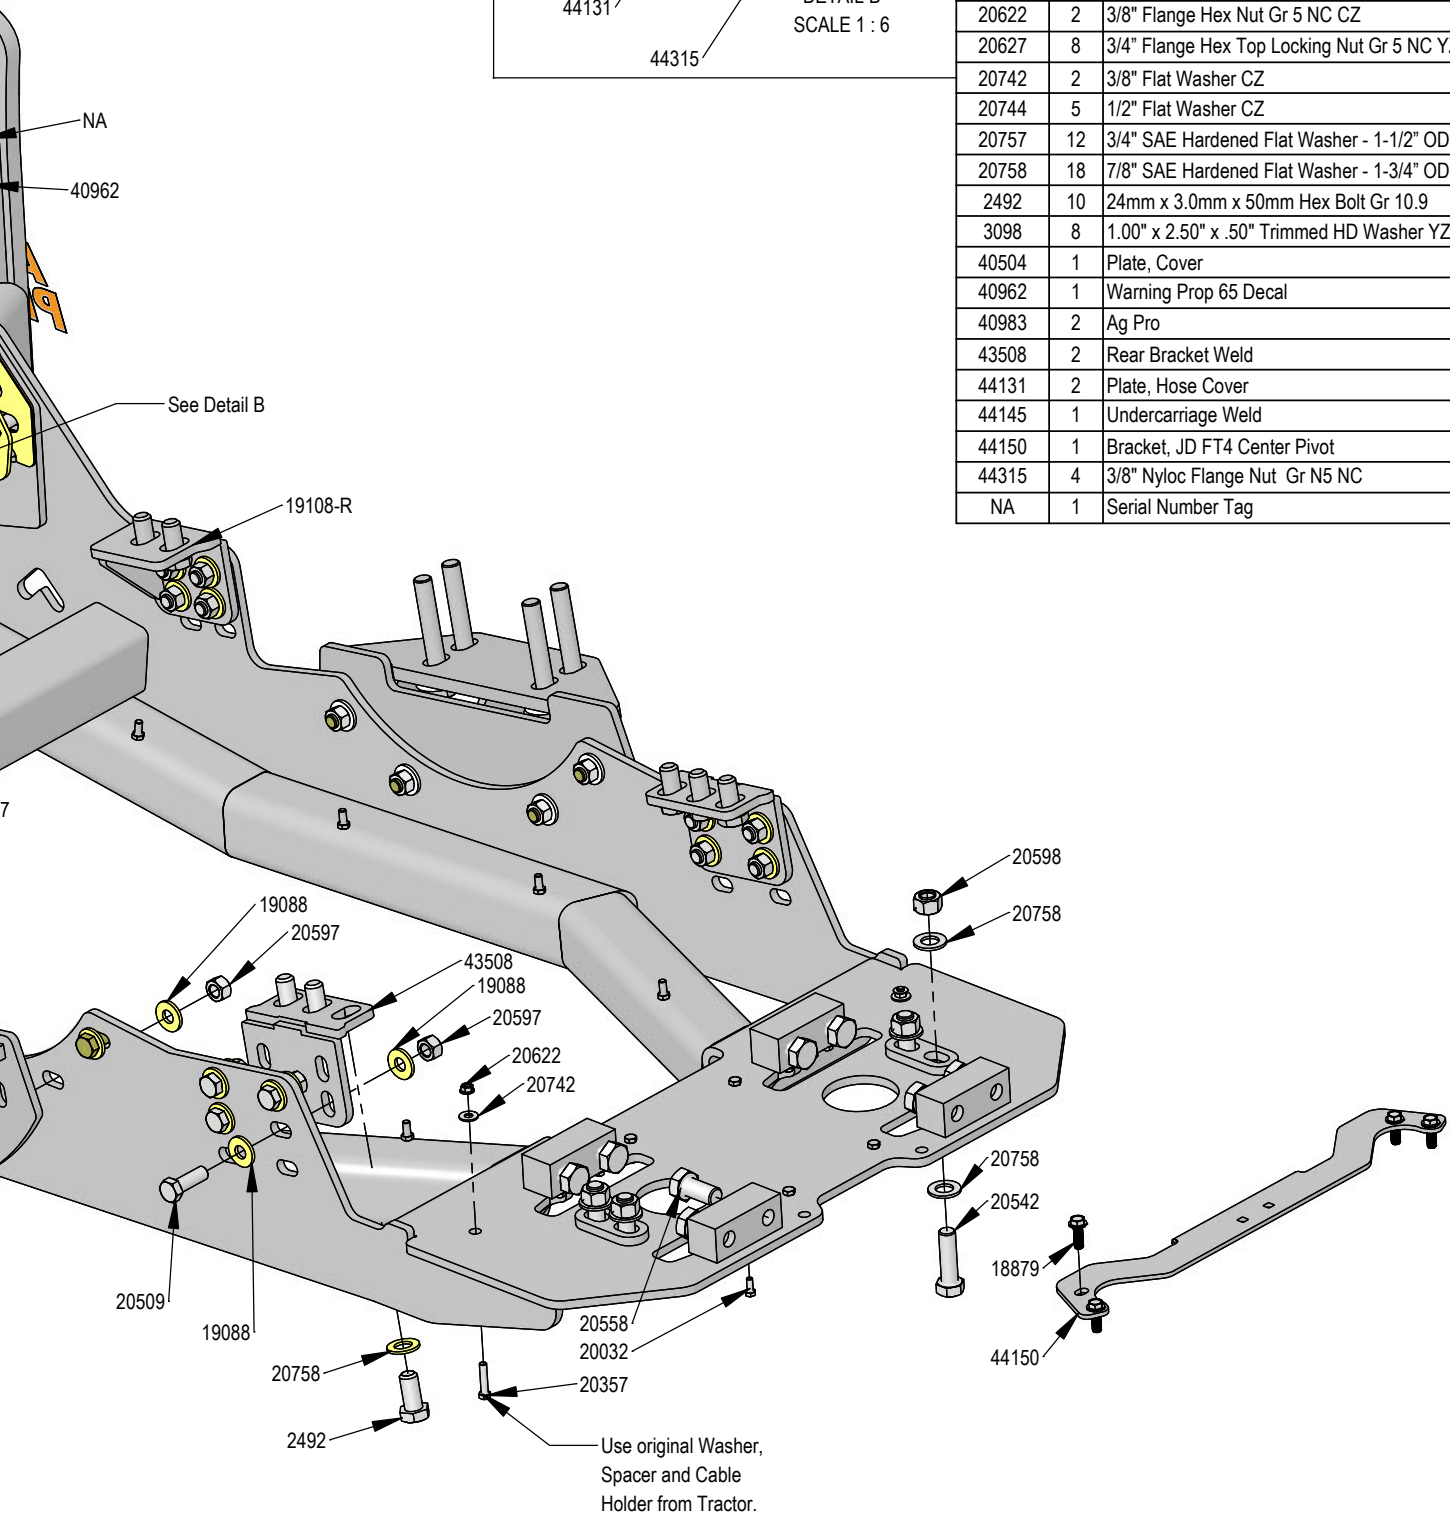 44131
DETAIL B
SCALE 1 : 6
44315
20622 2 3/8" Flange Hex Nut Gr 5 NC CZ
20627 8 3/4” Flange Hex Top Locking Nut Gr 5 NC YZ
20742 2 3/8" Flat Washer CZ
20744 5 1/2" Flat Washer CZ
20757 12 3/4" SAE Hardened Flat Washer - 1-1/2” OD
20758 18 7/8" SAE Hardened Flat Washer - 1-3/4” OD
2492 10 24mm x 3.0mm x 50mm Hex Bolt Gr 10.9
3098 8 1.00" x 2.50" x .50" Trimmed HD Washer YZ
40504 1 Plate, Cover
40962 1 Warning Prop 65 Decal
40983 2 Ag Pro
43508 2 Rear Bracket Weld
44131 2 Plate, Hose Cover
44145 1 Undercarriage Weld
44150 1 Bracket, JD FT4 Center Pivot
44315 4 3/8" Nyloc Flange Nut Gr N5 NC
NA 1 Serial Number Tag
NA
40962
See Detail B
19108-R
7
20598
20758
19088
20597
43508
19088
20597
20622
20742
20758
20542
18879
44150
20509
19088
20758
2492
20558
20032
20357
Use original Washer,
Spacer and Cable
Holder from Tractor.